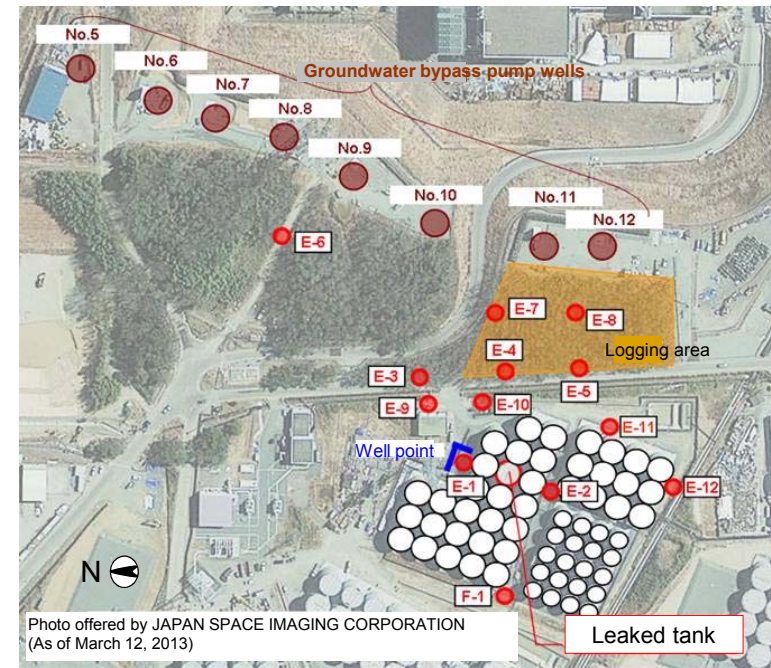 No.5
No.6
No.7
Groundwater bypass pump wells
No.8
No.9
No.10
No.11
No.12
E-6
E-7
E-8
Logging area
E-4
E-5
E-3
E-9
E-10
E-11
Well point
E-1
E-2
E-12
N
F-1
Photo offered by JAPAN SPACE IMAGING CORPORATION
(As of March 12, 2013)
Leaked tank